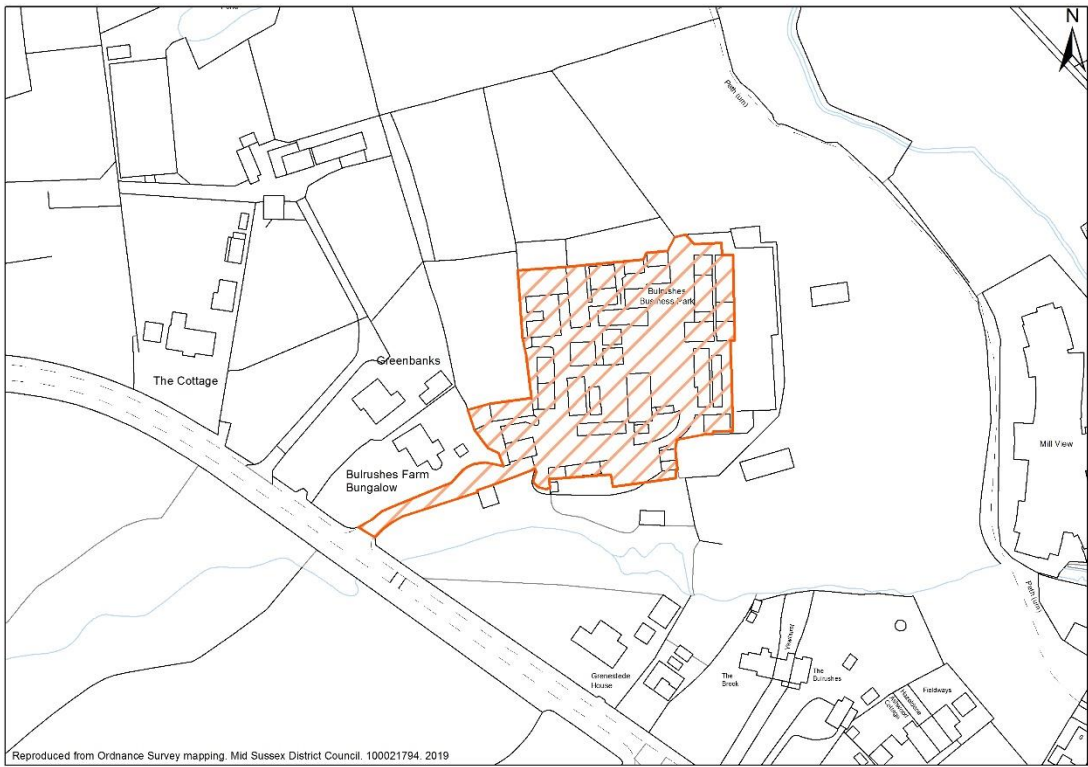 N
Path (um)
Bulrushes
Business Park
Greenbanks
The Cottage
Mill View
Bulrushes Farm
Bungalow
Path (um)
Grenestede
House
The
Brook
The
Bulrushes
Fieldways
Cottage
Reproduced from Ordnance Survey mapping. Mid Sussex District Council. 100021794. 2019